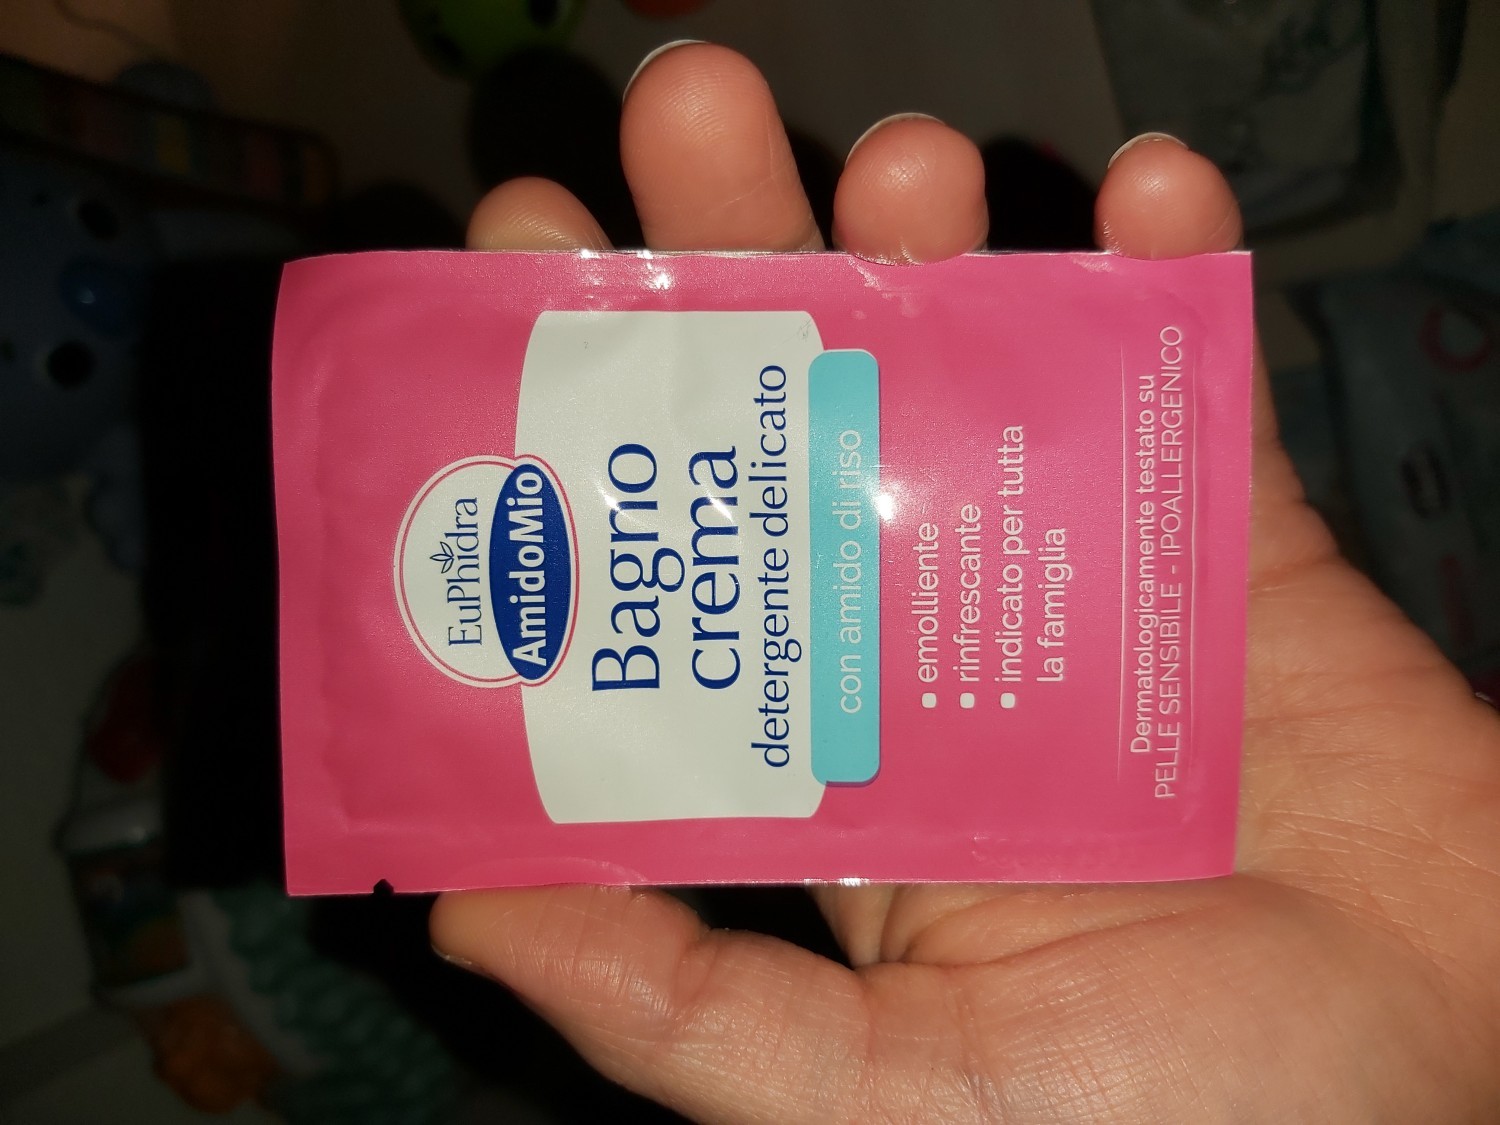 EuPhidra
AmidoMio
Bagno
crema
detergente delicato
con amido di riso
emolliente
rinfrescante
indicato per tutta
la famiglia
Dermatologicamente testato su
PELLE SENSIBILE - IPOALLERGENICO